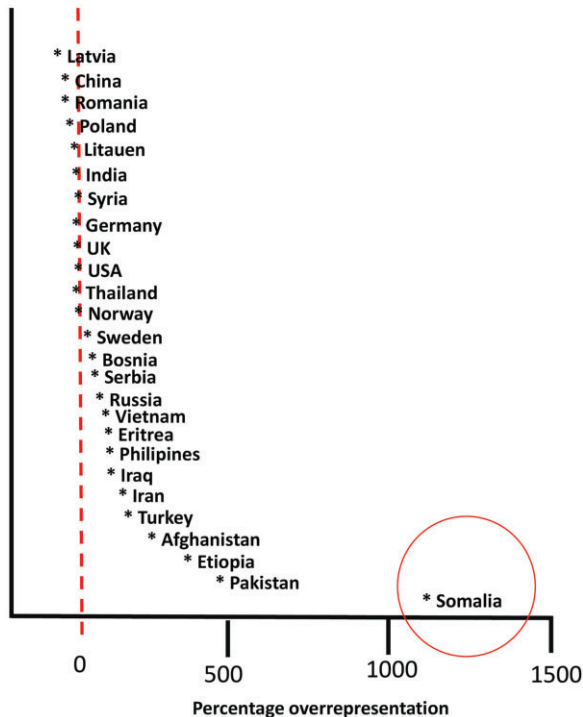 * Latvia
* China
* Romania
* Poland
* Litauen
* India
* Syria
* Germany
* UK
* USA
* Thailand
* Norway
* Sweden
* Bosnia
* Serbia
* Russia
* Vietnam
* Eritrea
* Philipines
* Iraq
* Iran
* Turkey
* Afghanistan
* Etiopia
* Pakistan
* Somalia
0 500 1000 1500
Percentage overrepresentation